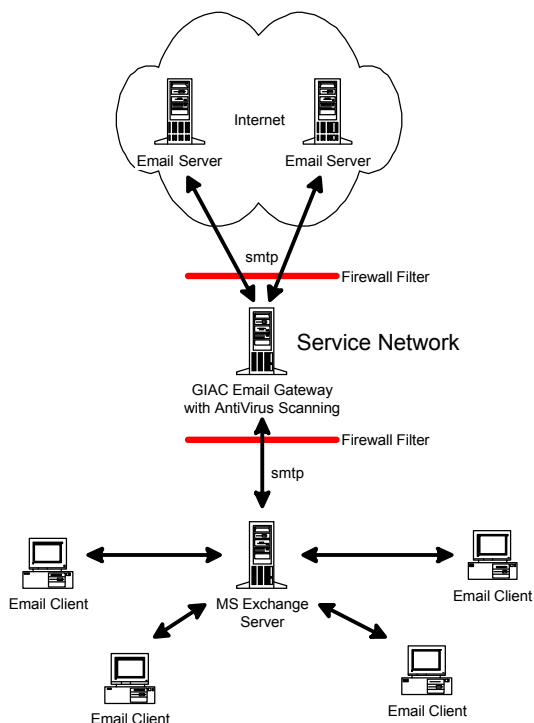 Internet
Email Server
Email Server
smtp
Firewall Filter
Service Network
GIAC Email Gateway
with AntiVirus Scanning
Firewall Filter
smtp
Email Client
MS Exchange
Server
Email Client
Email Client
Email Client